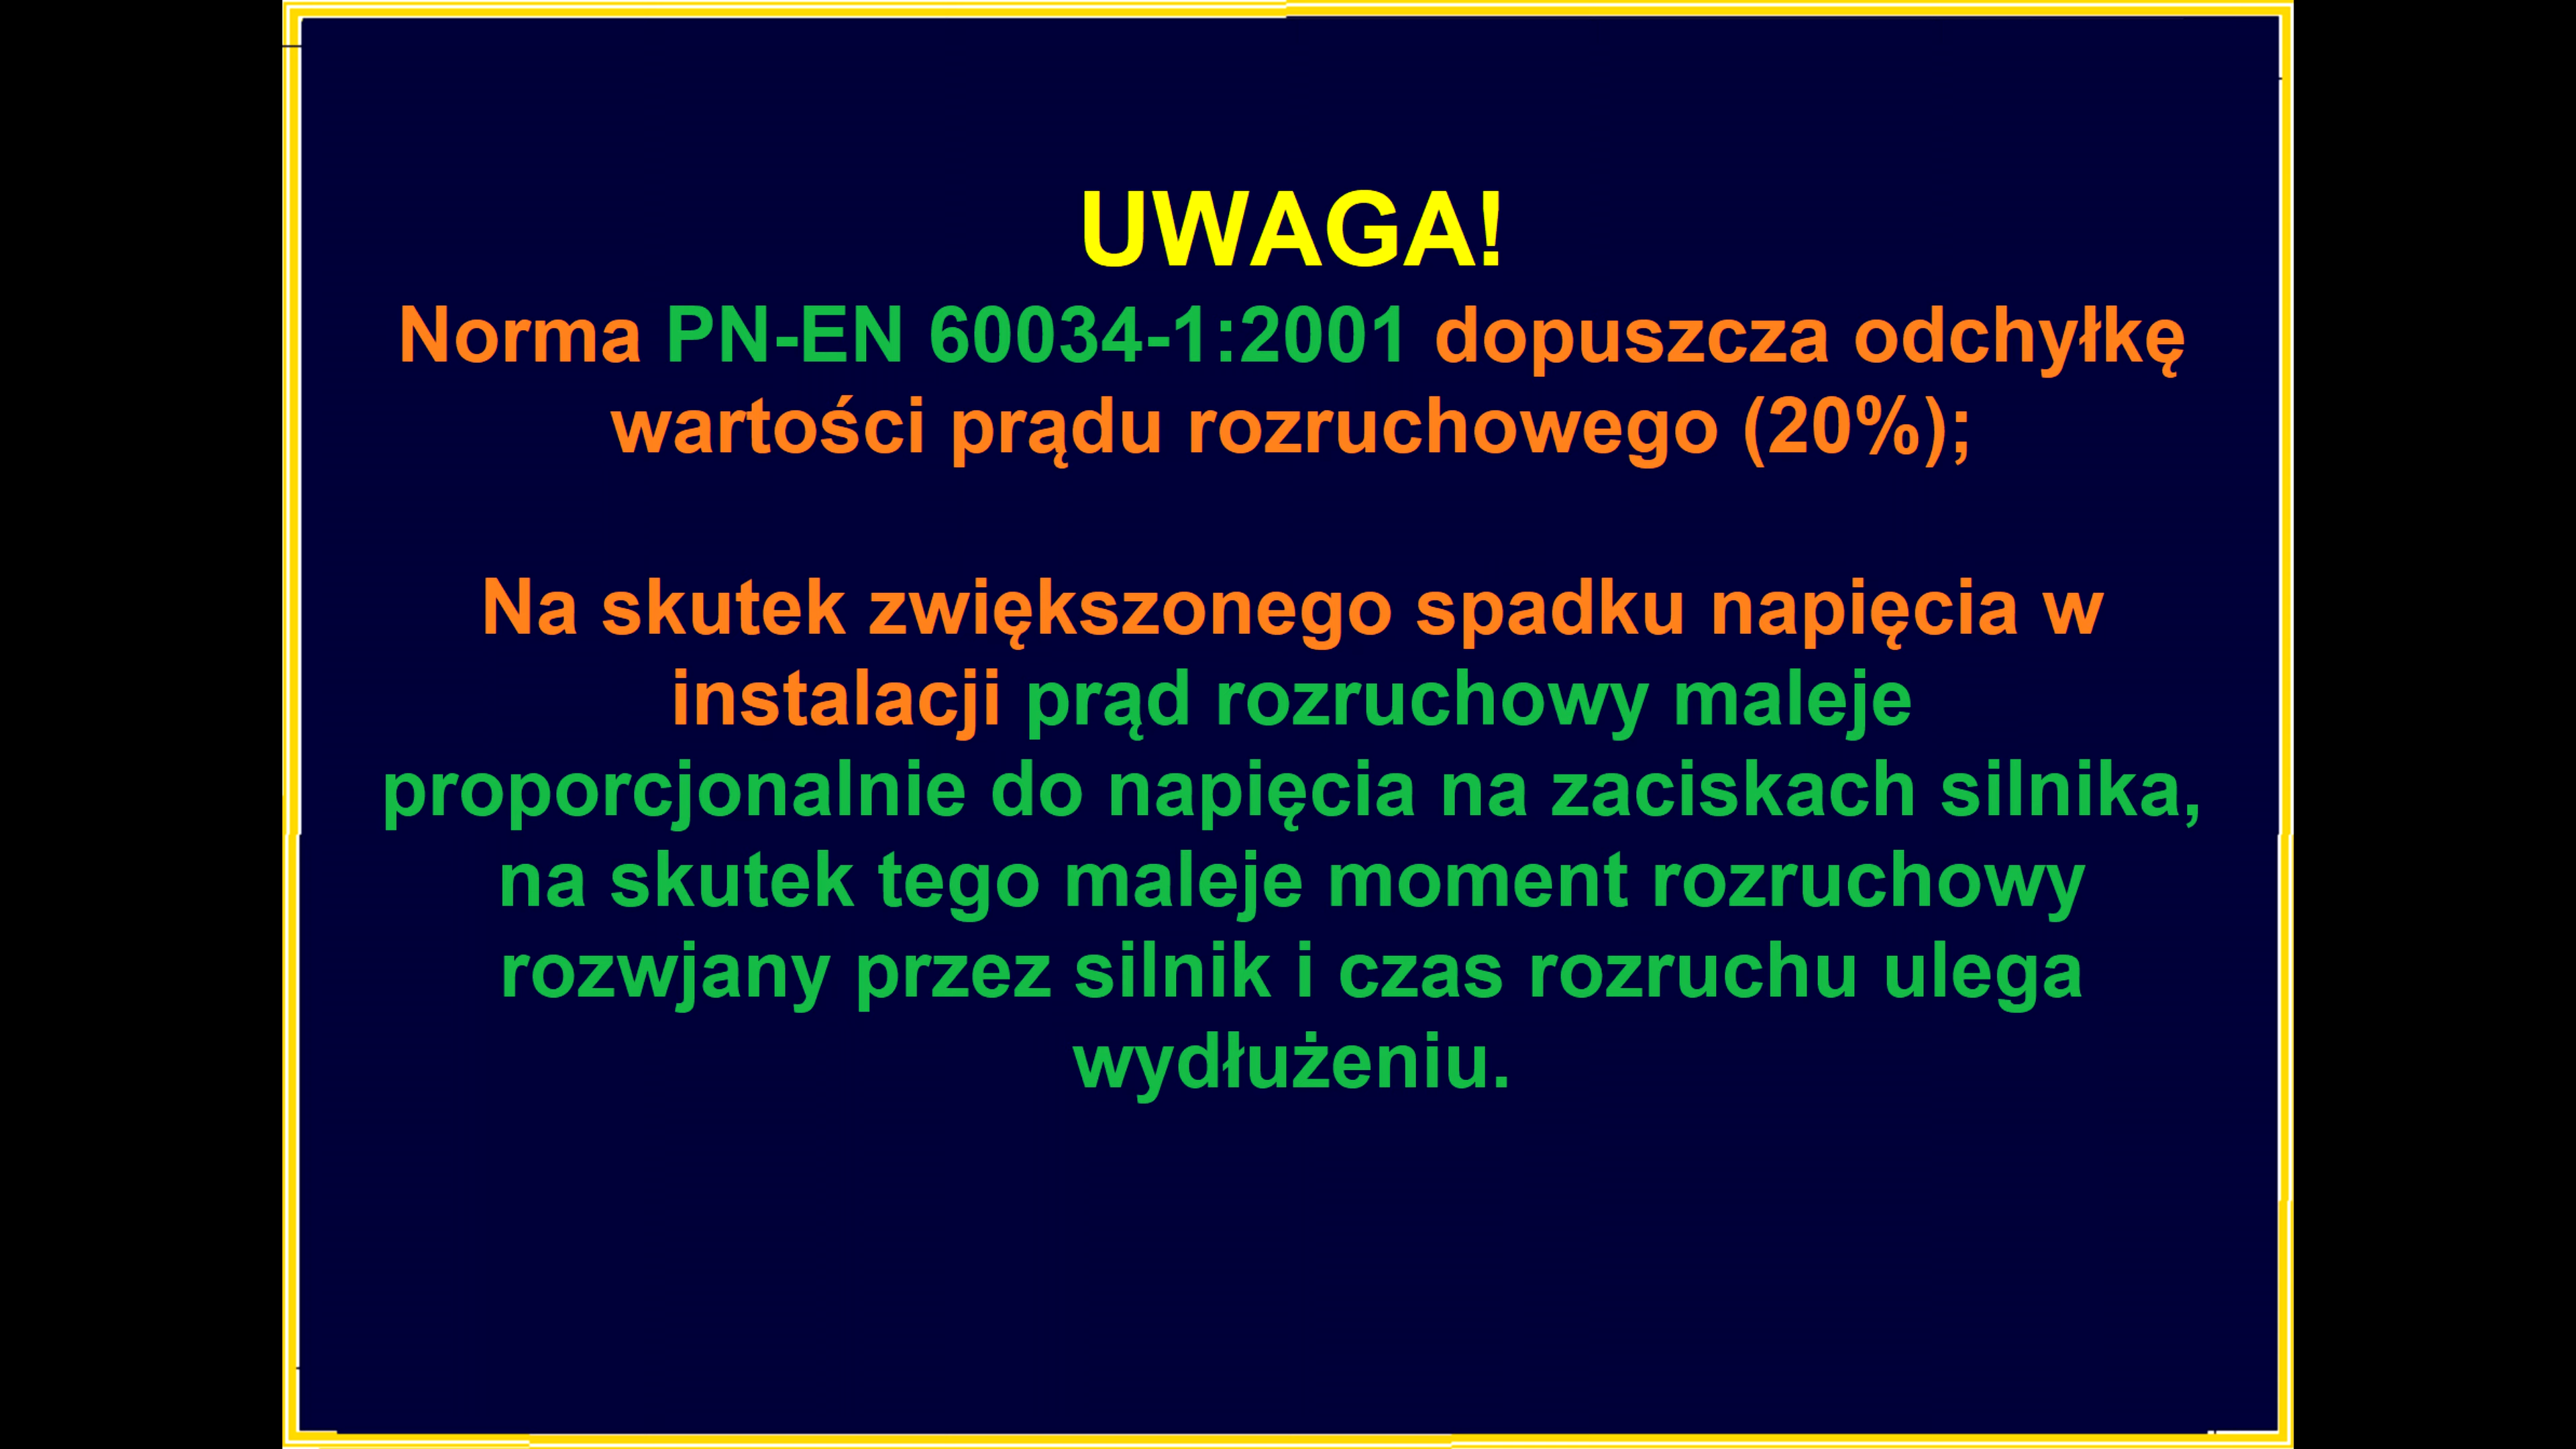 UWAGA!
Norma PN-EN 60034-1:2001 dopuszcza odchyłkę
wartości prądu rozruchowego (20%);
Na skutek zwiększonego spadku napięcia w
instalacji prąd rozruchowy maleje
proporcjonalnie do napięcia na zaciskach silnika,
na skutek tego maleje moment rozruchowy
rozwjany przez silnik i czas rozruchu ulega
wydłużeniu.